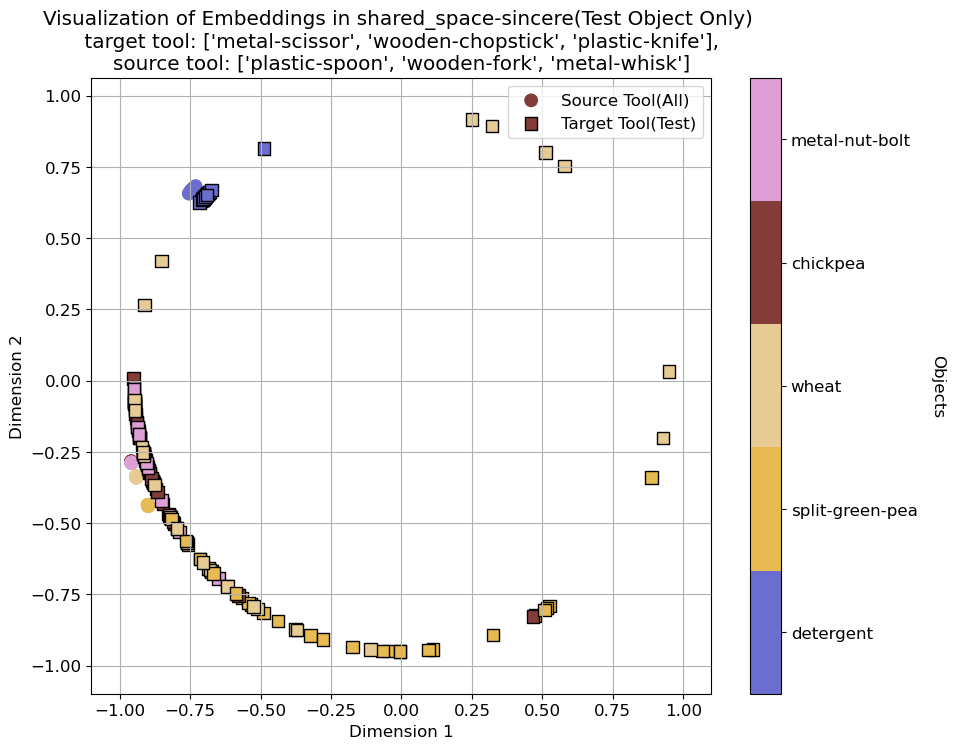 Visualization of Embeddings in shared_space-sincere(Test Object Only)
target tool: ['metal-scissor', 'wooden-chopstick', 'plastic-knife'],
source tool: ['plastic-spoon', 'wooden-fork', 'metal-whisk']
Source Tool(All)
Target Tool(Test)
1.00
0.75
0.50
0.25
0.00
−0.25
−0.50
−0.75
−1.00
Dimension 2
−1.00
−0.75
−0.50
−0.25
0.00
0.25
0.50
0.75
1.00
Dimension 1
metal-nut-bolt
chickpea
wheat
split-green-pea
detergent
Objects